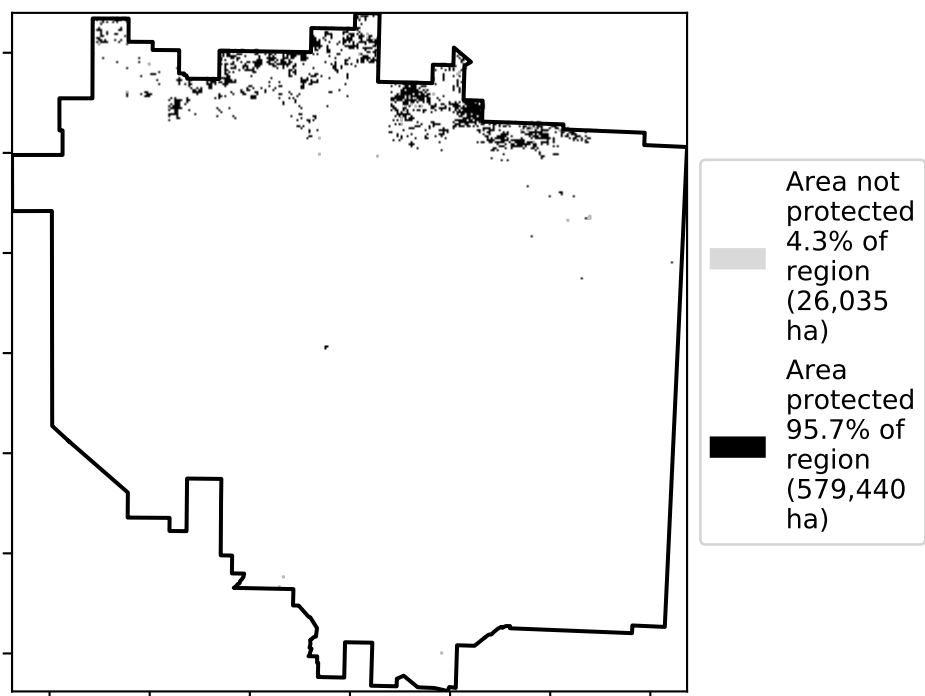 Area not
protected
4.3% of
region
(26,035
ha)
Area
protected
95.7% of
region
(579,440
ha)